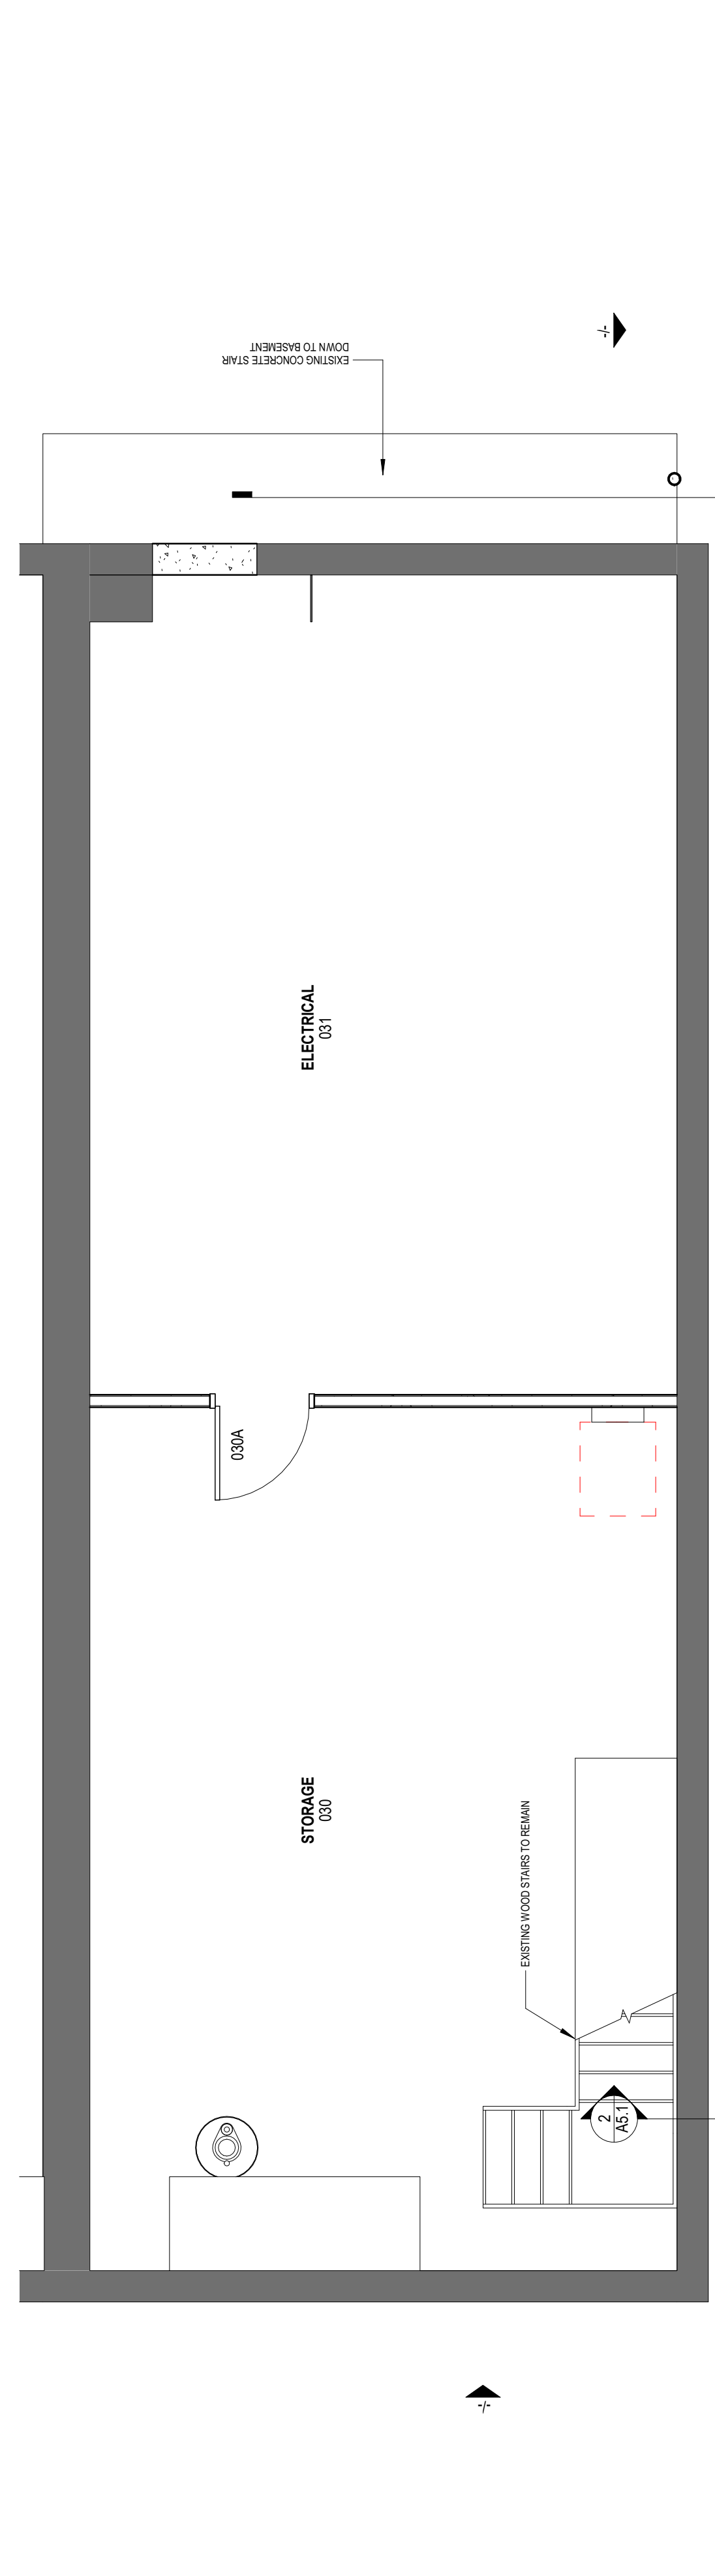 EXISTING CONCRETE STAIR
DOWN TO BASEMENT
-/-
ELECTRICAL
031
030A
STORAGE
030
EXISTING WOOD STAIRS TO REMAIN
2
A5.1
-/-